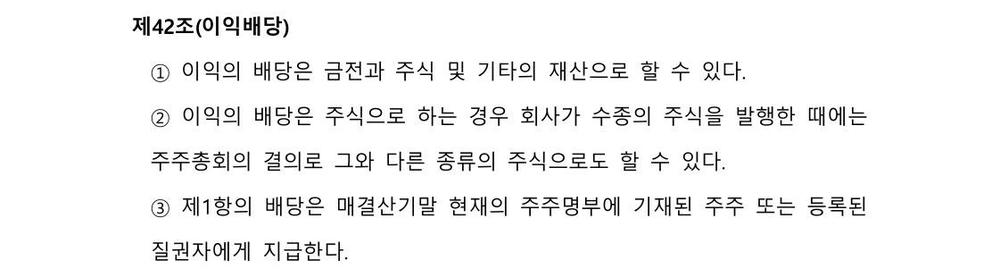 제42조(이익배당)
① 이익의 배당은 금전과 주식 및 기타의 재산으로 할 수 있다.
② 이익의 배당은 주식으로 하는 경우 회사가 수종의 주식을 발행한 때에는
주주총회의 결의로 그와 다른 종류의 주식으로도 할 수 있다.
③ 제1항의 배당은 매결산기말 현재의 주주명부에 기재된 주주 또는 등록된
질권자에게 지급한다.